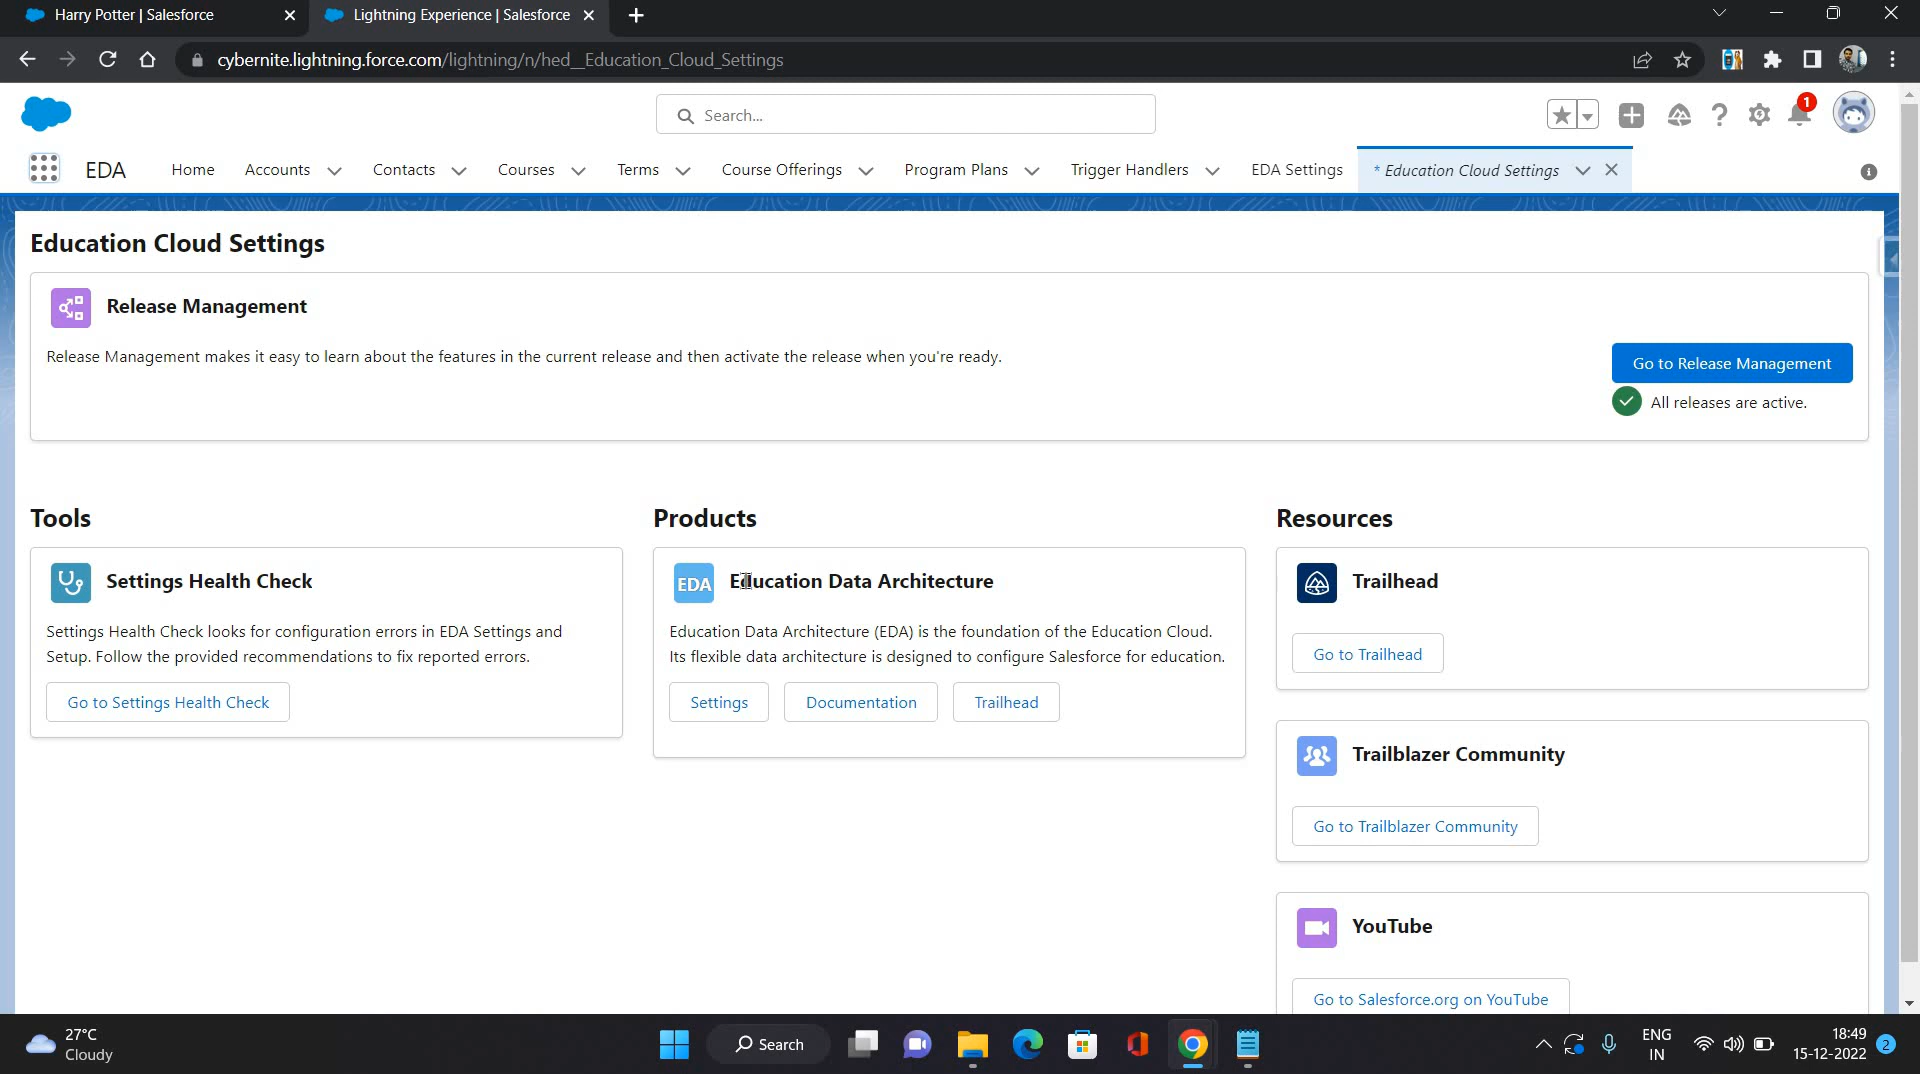 Harry Potter | Salesforce
Lightning Experience | Salesforce
cybernite.lightning.force.com/lightning/n/hed__Education_Cloud_Settings
Search...
1
EDA
Home
Accounts
Contacts
Courses
Terms
Course Offerings
Program Plans
Trigger Handlers
EDA Settings
* Education Cloud Settings
Education Cloud Settings
Release Management
Release Management makes it easy to learn about the features in the current release and then activate the release when you're ready.
Go to Release Management
All releases are active.
Tools
Settings Health Check
Settings Health Check looks for configuration errors in EDA Settings and
Setup. Follow the provided recommendations to fix reported errors.
Go to Settings Health Check
Products
EDA
Education Data Architecture
Education Data Architecture (EDA) is the foundation of the Education Cloud.
Its flexible data architecture is designed to configure Salesforce for education.
Settings
Documentation
Trailhead
Resources
Trailhead
Go to Trailhead
Trailblazer Community
Go to Trailblazer Community
YouTube
Go to Salesforce.org on YouTube
27°C
Cloudy
Search
ENG
IN
18:49
15-12-2022
2